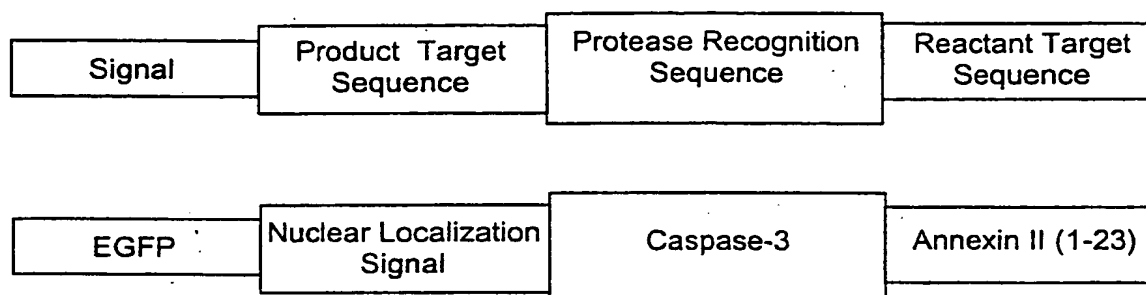 Signal
Product Target
Sequence
Protease Recognition
Sequence
Reactant Target
Sequence
EGFP
Nuclear Localization
Signal
Caspase-3
Annexin II (1-23)